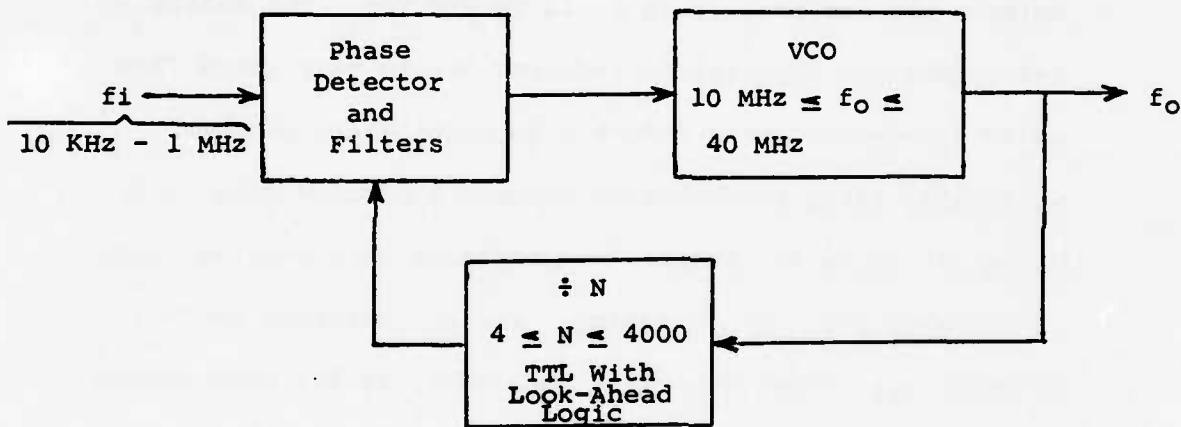 Phase
Detector
and
Filters
VCO
10 MHz ≤ fo ≤
40 MHz
fi
10 KHz - 1 MHz
fo
÷ N
4 ≤ N ≤ 4000
TTL With
Look-Ahead
Logic